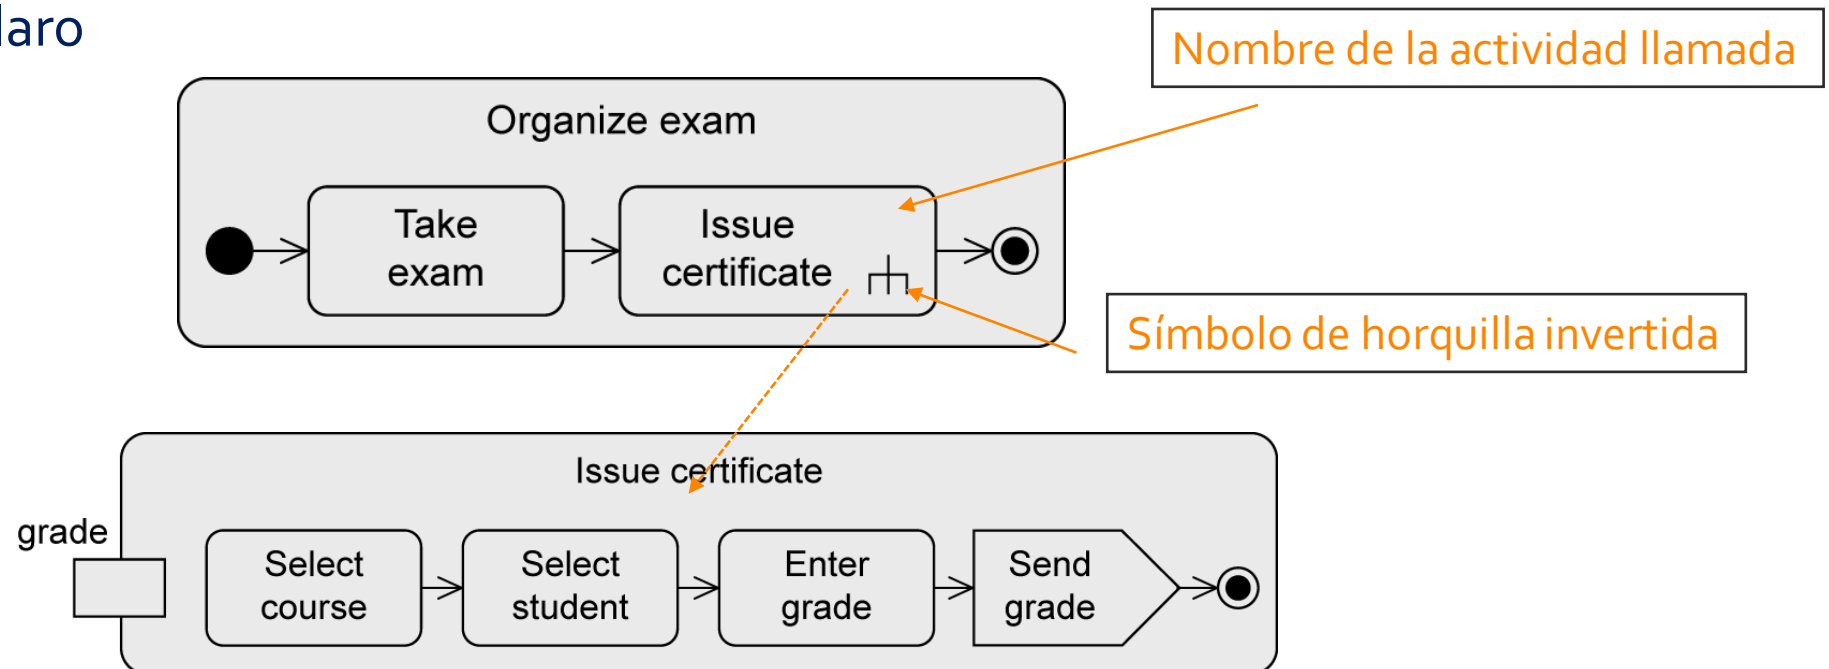 Nombre de la actividad llamada
Organize exam
Take
exam
Issue
certificate
Símbolo de horquilla invertida
Issue certificate
grade
Select
course
Select
student
Enter
grade
Send
grade